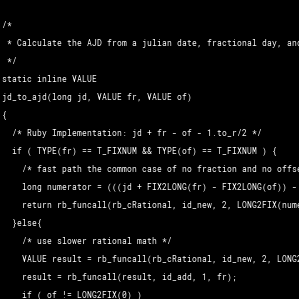 /*
 * Calculate the AJD from a julian date, fractional day, and
 */
static inline VALUE
jd_to_ajd(long jd, VALUE fr, VALUE of)
{
  /* Ruby Implementation: jd + fr - of - 1.to_r/2 */
  if ( TYPE(fr) == T_FIXNUM && TYPE(of) == T_FIXNUM ) {
    /* fast path the common case of no fraction and no offse
    long numerator = (((jd + FIX2LONG(fr) - FIX2LONG(of)) -
    return rb_funcall(rb_cRational, id_new, 2, LONG2FIX(nume
  }else{
    /* use slower rational math */
    VALUE result = rb_funcall(rb_cRational, id_new, 2, LONG2
    result = rb_funcall(result, id_add, 1, fr);
    if ( of != LONG2FIX(0) )